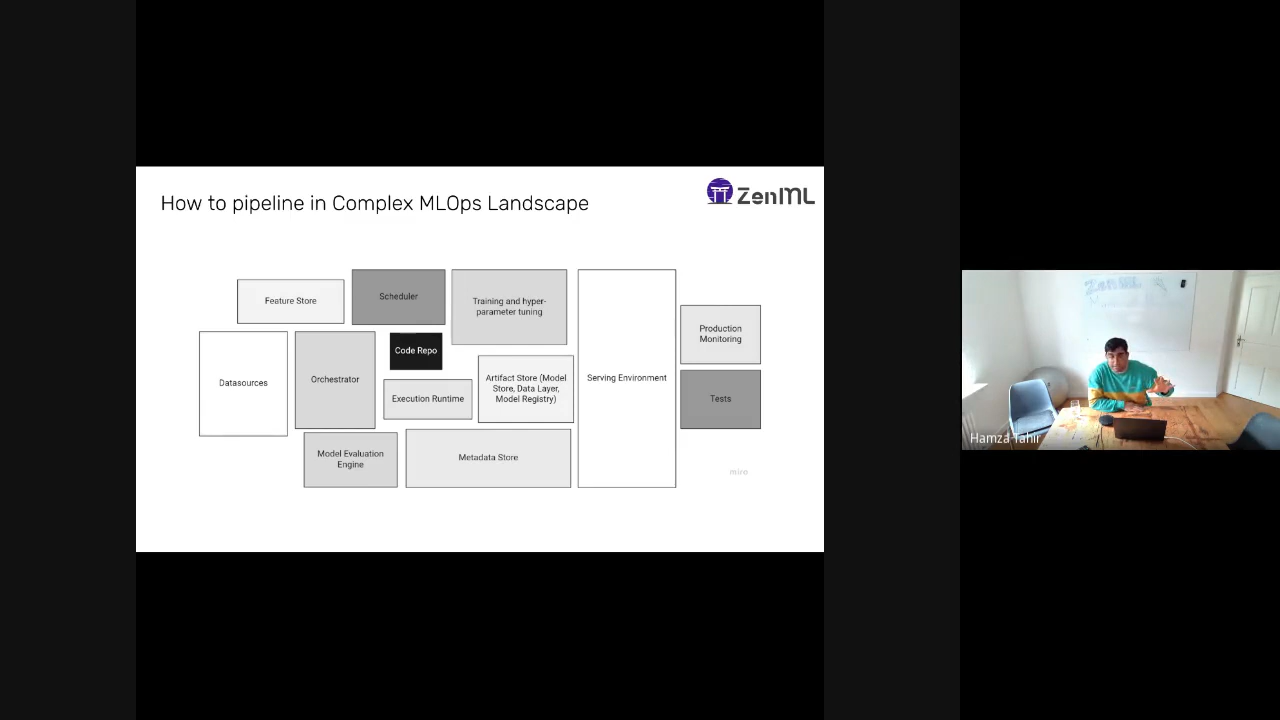 How to pipeline in Complex MLOps Landscape
ZenML
Feature Store
Scheduler
Training and hyper-
parameter tuning
Datasources
Orchestrator
Code Repo
Execution Runtime
Artifact Store (Model
Store, Data Layer,
Model Registry)
Serving Environment
Production
Monitoring
Tests
Model Evaluation
Engine
Metadata Store
miro
Hamza Tahir